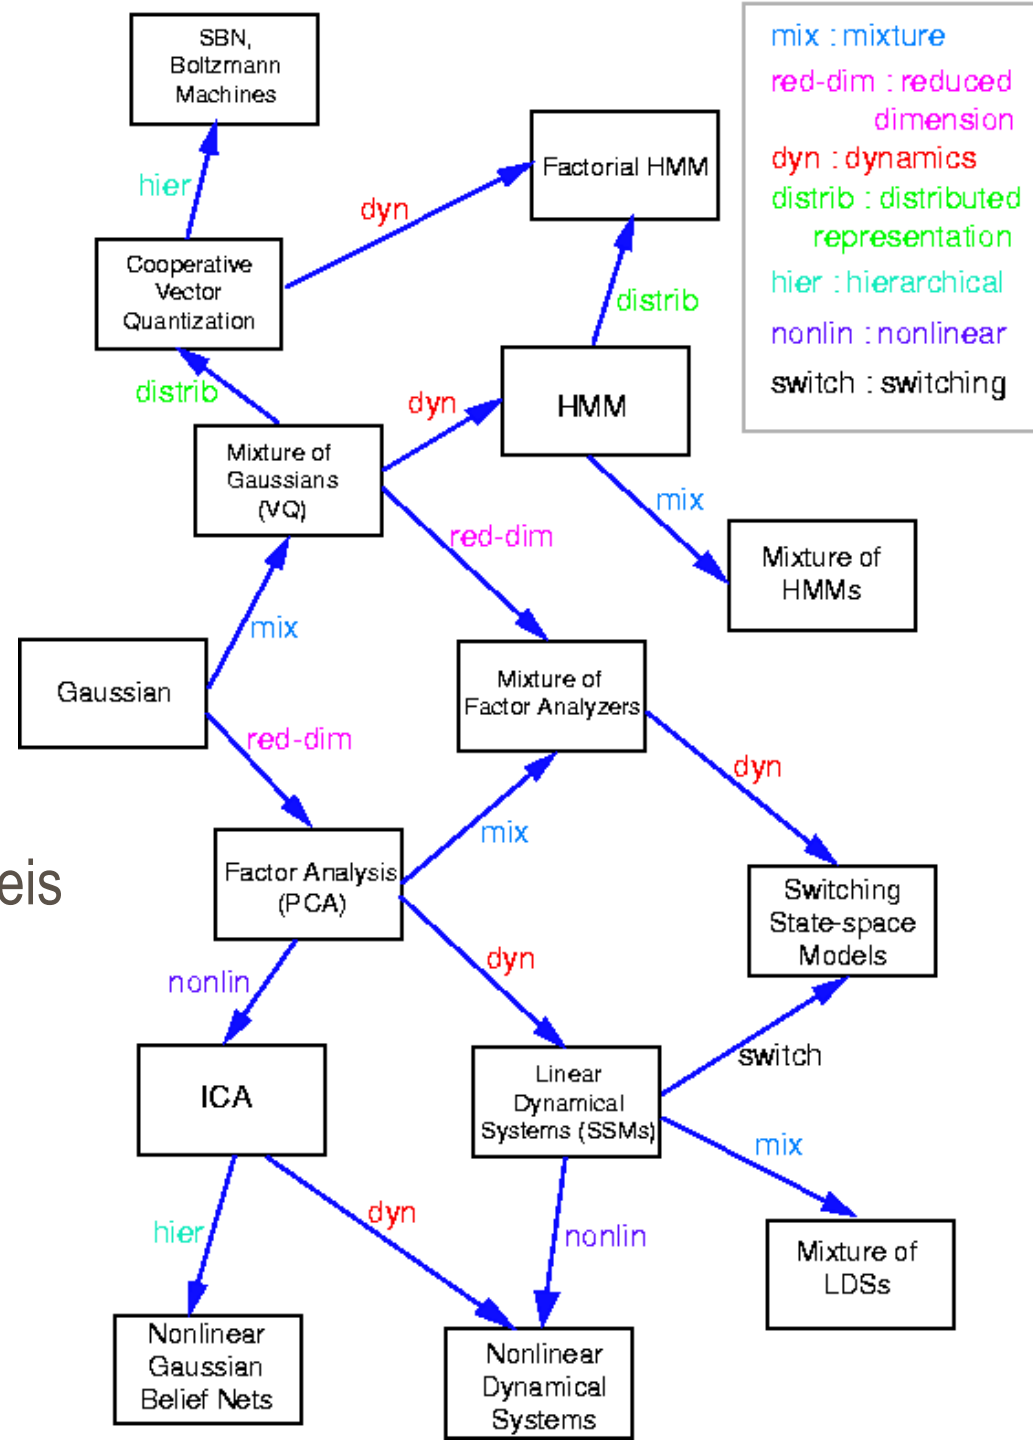 SBN,
Boltzmann
Machines
mix : mixture
red-dim : reduced
dimension
dyn : dynamics
distrib : distributed
representation
hier : hierarchical
nonlin : nonlinear
switch : switching
hier
dyn
Factorial HMM
Cooperative
Vector
Quantization
distrib
distrib
dyn
HMM
Mixture of
Gaussians
(VQ)
red-dim
mix
Mixture of
HMMs
mix
Gaussian
Mixture of
Factor Analyzers
red-dim
dyn
mix
eis
Factor Analysis
(PCA)
Switching
State-space
Models
nonlin
dyn
switch
ICA
Linear
Dynamical
Systems (SSMs)
mix
hier
dyn
nonlin
Mixture of
LDSs
Nonlinear
Gaussian
Belief Nets
Nonlinear
Dynamical
Systems